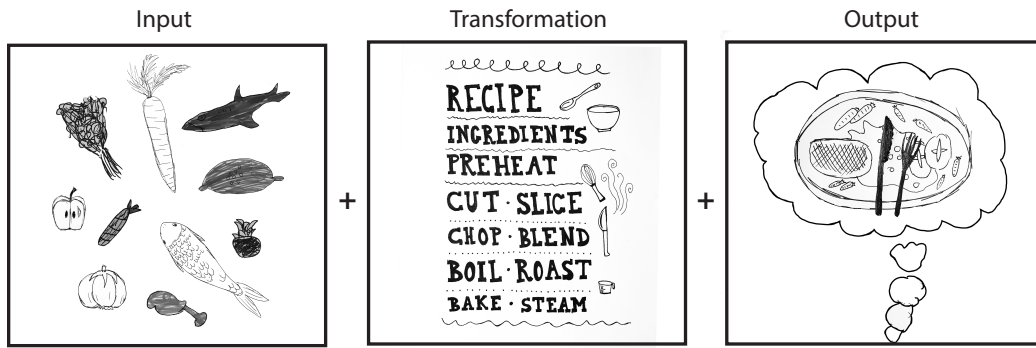 Input
Transformation
Output
+
+
RECIPE
INGREDIENTS
PREHEAT
CUT · SLICE
CHOP · BLEND
BOIL · ROAST
BAKE · STEAM